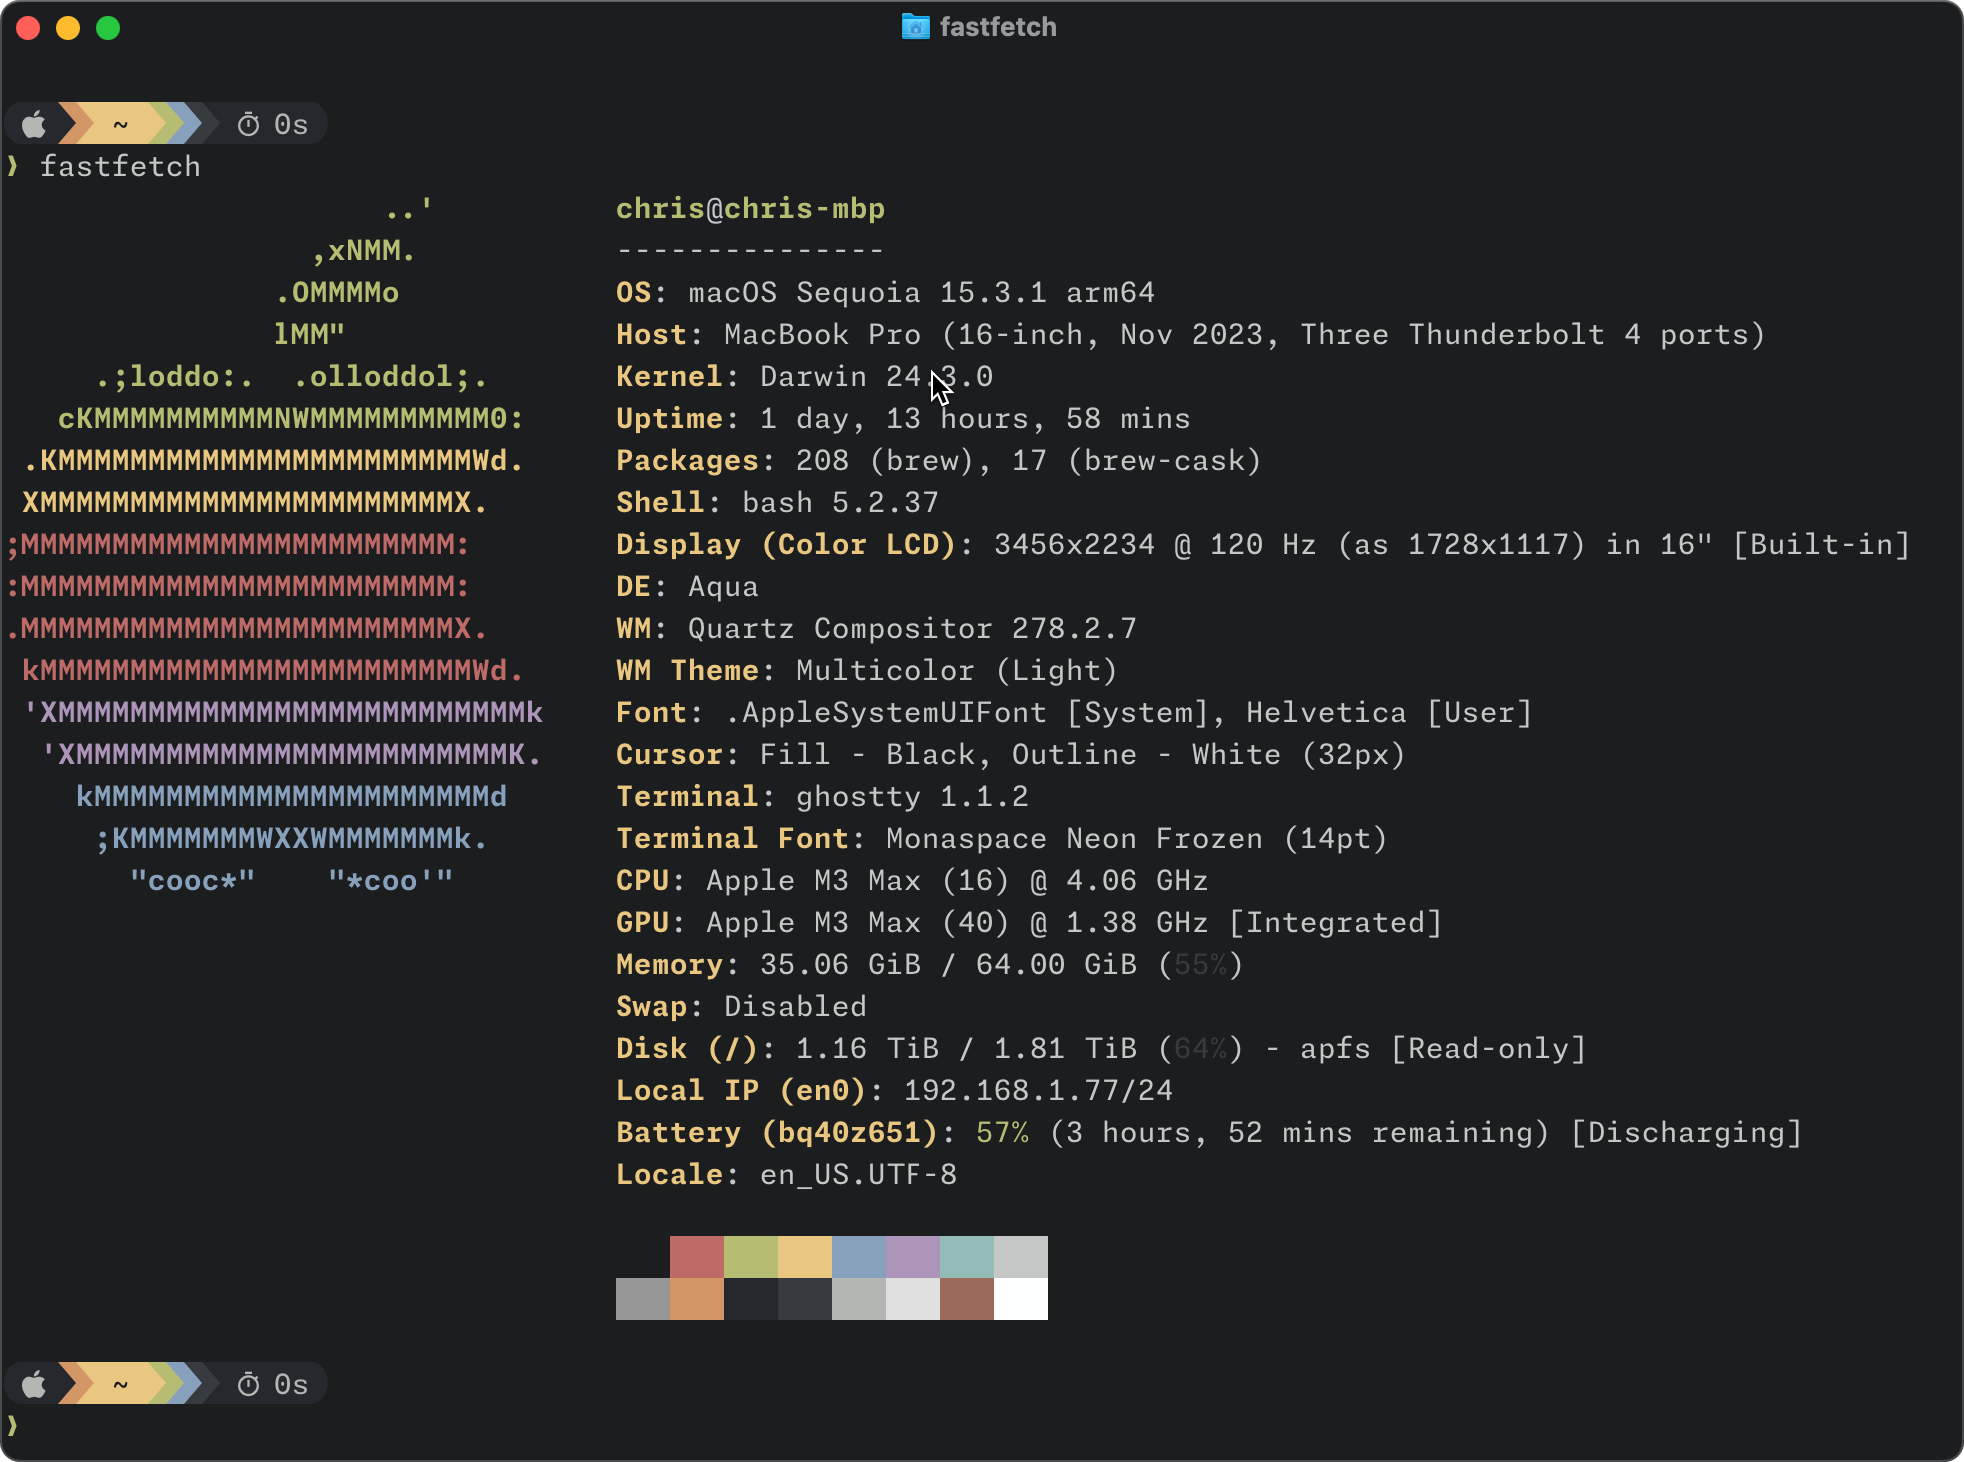 fastfetch
~ 0s
❯ fastfetch
..'
,xNMM.
.OMMMMo
lMM"
.;loddo:.  .olloddol;.
cKMMMMMMMMMMNWMMMMMMMMMM0:
.KMMMMMMMMMMMMMMMMMMMMMMMWd.
XMMMMMMMMMMMMMMMMMMMMMMMX.
;MMMMMMMMMMMMMMMMMMMMMMMM:
:MMMMMMMMMMMMMMMMMMMMMMMM:
.MMMMMMMMMMMMMMMMMMMMMMMMX.
kMMMMMMMMMMMMMMMMMMMMMMMMWd.
'XMMMMMMMMMMMMMMMMMMMMMMMMMMk
'XMMMMMMMMMMMMMMMMMMMMMMMMK.
kMMMMMMMMMMMMMMMMMMMMMMd
;KMMMMMMMWXXWMMMMMMMk.
"cooc*"    "*coo'"
chris@chris-mbp
---------------
OS: macOS Sequoia 15.3.1 arm64
Host: MacBook Pro (16-inch, Nov 2023, Three Thunderbolt 4 ports)
Kernel: Darwin 24.3.0
Uptime: 1 day, 13 hours, 58 mins
Packages: 208 (brew), 17 (brew-cask)
Shell: bash 5.2.37
Display (Color LCD): 3456x2234 @ 120 Hz (as 1728x1117) in 16" [Built-in]
DE: Aqua
WM: Quartz Compositor 278.2.7
WM Theme: Multicolor (Light)
Font: .AppleSystemUIFont [System], Helvetica [User]
Cursor: Fill - Black, Outline - White (32px)
Terminal: ghostty 1.1.2
Terminal Font: Monaspace Neon Frozen (14pt)
CPU: Apple M3 Max (16) @ 4.06 GHz
GPU: Apple M3 Max (40) @ 1.38 GHz [Integrated]
Memory: 35.06 GiB / 64.00 GiB (55%)
Swap: Disabled
Disk (/): 1.16 TiB / 1.81 TiB (64%) - apfs [Read-only]
Local IP (en0): 192.168.1.77/24
Battery (bq40z651): 57% (3 hours, 52 mins remaining) [Discharging]
Locale: en_US.UTF-8
~ 0s
❯